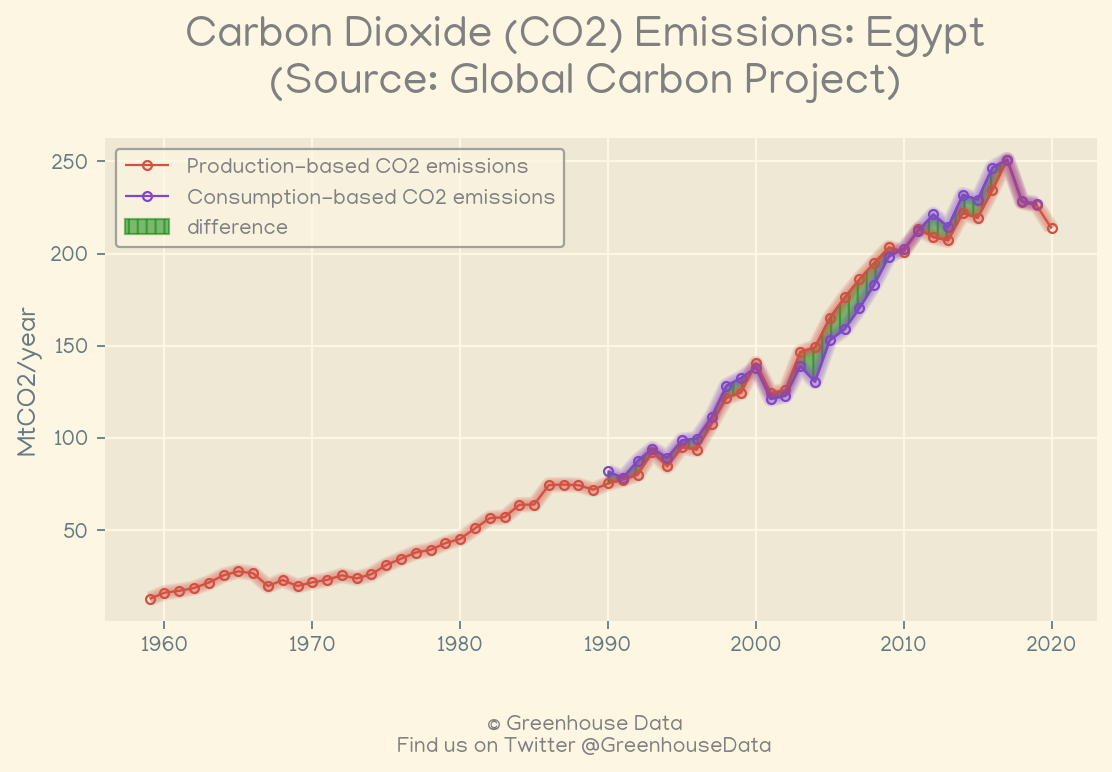 Carbon Dioxide (CO2) Emissions: Egypt
(Source: Global Carbon Project)
Production-based CO2 emissions
Consumption-based CO2 emissions
difference
MtCO2/year
250
200
150
100
50
1960 1970 1980 1990 2000 2010 2020
© Greenhouse Data
Find us on Twitter @GreenhouseData